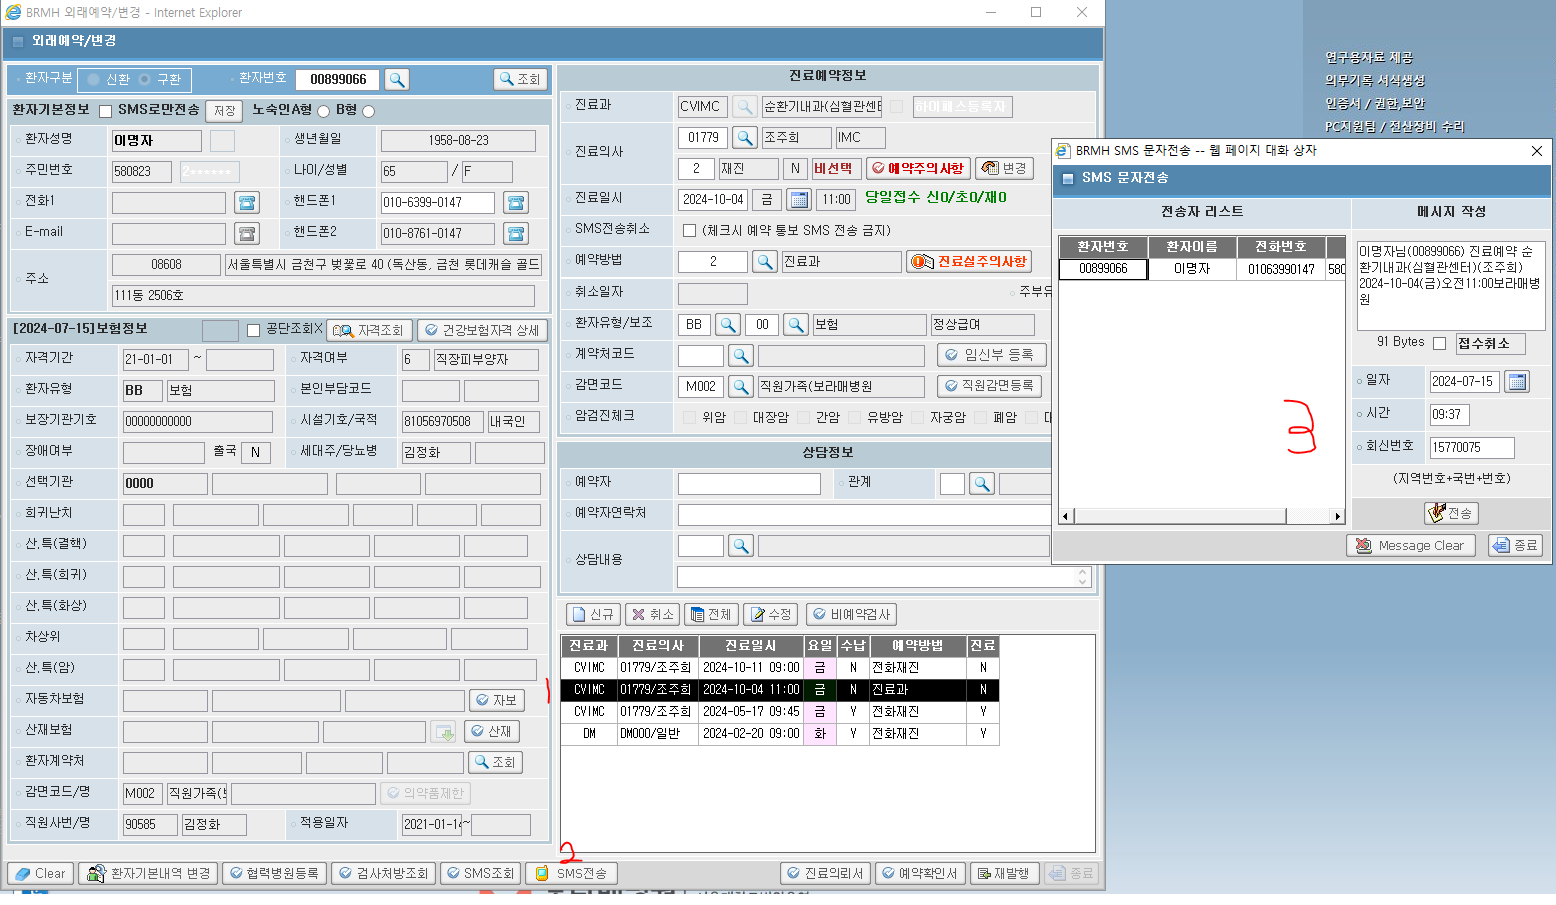 BRMH 외래예약/변경 - Internet Explorer
외래예약/변경
환자구분 신환 구환 환자번호 00899066 조회
환자기본정보 SMS로만전송 저장 노숙인A형 B형
환자성명 이명자 생년월일 1958-08-23
주민번호 580823 2****** 나이/성별 65 / F
전화1 핸드폰1 010-6399-0147
E-mail 핸드폰2 010-8761-0147
주소 08608 서울특별시 금천구 벚꽃로 40 (독산동, 금천 롯데캐슬 골드
111동 2506호
[2024-07-15]보험정보 공단조회X 자격조회 건강보험자격 상세
자격기간 21-01-01 ~ 자격여부 6 직장피부양자
환자유형 BB 보험 본인부담코드
보장기관기호 00000000000 시설기호/국적 81056970508 내국인
장애여부 출국 N 세대주/당뇨병 김정화
선택기관 0000
희귀난치
산.특(결핵)
산.특(희귀)
산.특(화상)
차상위
산.특(암)
자동차보험 자보 1
산재보험 산재
환자계약처 조회
감면코드/명 M002 직원가족( 의약품제한
직원사번/명 90585 김정화 적용일자 2021-01-14 ~
2
Clear 환자기본내역 변경 협력병원등록 검사처방조회 SMS조회 SMS전송 진료의뢰서 예약확인서 재발행 종료
진료예약정보
진료과 CVIMC 순환기내과(심혈관센터 하이패스등록자
진료의사 01779 조주희 IMC
2 재진 N 비선택 예약주의사항 변경
진료일시 2024-10-04 금 11:00 당일접수 신0/초0/재0
SMS전송취소 (체크시 예약 통보 SMS 전송 금지)
예약방법 2 진료과 진료실주의사항
취소일자 주부유
환자유형/보조 BB 00 보험 정상급여
계약처코드 임신부 등록
감면코드 M002 직원가족(보라매병원 직원감면등록
암검진체크 위암 대장암 간암 유방암 자궁암 폐암 대
상담정보
예약자 관계
예약자연락처
상담내용
신규 취소 전체 수정 비예약검사
진료과 진료의사 진료일시 요일 수납 예약방법 진료
CVIMC 01779/조주희 2024-10-11 09:00 금 N 전화재진 N
CVIMC 01779/조주희 2024-10-04 11:00 금 N 진료과 N
CVIMC 01779/조주희 2024-05-17 09:45 금 Y 전화재진 Y
DM DM000/일반 2024-02-20 09:00 화 Y 전화재진 Y
연구용자료 제공
의무기록 서식생성
인증서 / 권한,보안
PC지원팀 / 전산장비 수리
BRMH SMS 문자전송 -- 웹 페이지 대화 상자
SMS 문자전송
전송자 리스트
환자번호 환자이름 전화번호
00899066 이명자 01063990147 580
3
메시지 작성
이명자님(00899066) 진료예약 순
환기내과(심혈관센터)(조주희)
2024-10-04(금)오전11:00보라매병
원
91 Bytes 접수취소
일자 2024-07-15
시간 09:37
회신번호 15770075
(지역번호+국번+번호)
전송
Message Clear 종료